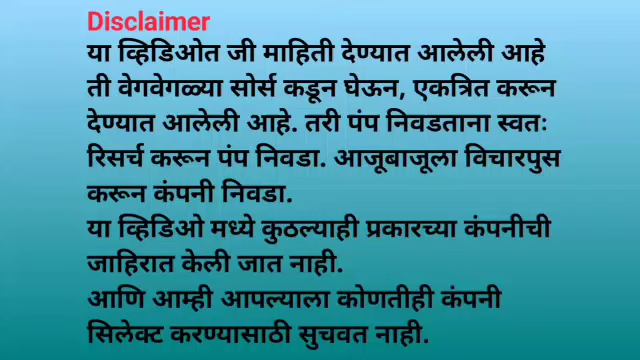 Disclaimer
या व्हिडिओत जी माहिती देण्यात आलेली आहे
ती वेगवेगळ्या सोर्स कडून घेऊन, एकत्रित करून
देण्यात आलेली आहे. तरी पंप निवडताना स्वतः
रिसर्च करून पंप निवडा. आजूबाजूला विचारपुस
करून कंपनी निवडा.
या व्हिडिओ मध्ये कुठल्याही प्रकारच्या कंपनीची
जाहिरात केली जात नाही.
आणि आम्ही आपल्याला कोणतीही कंपनी
सिलेक्ट करण्यासाठी सुचवत नाही.